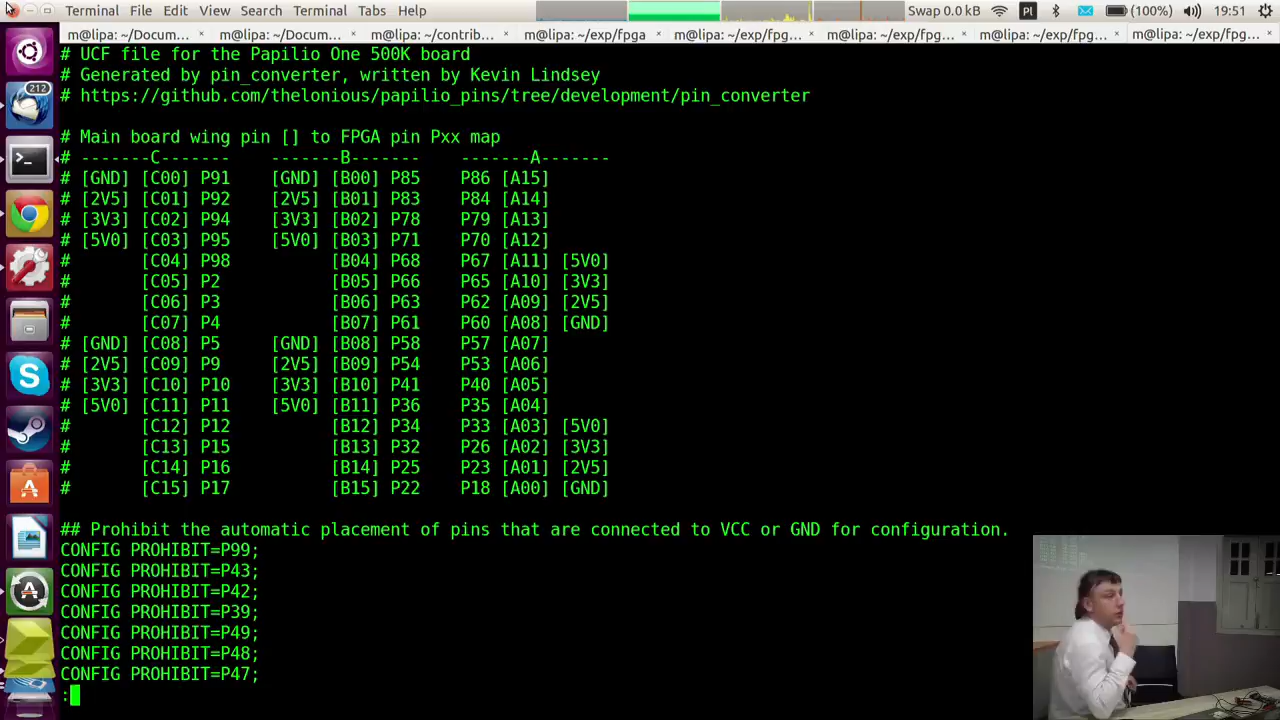 Terminal File Edit View Search Terminal Tabs Help Swap 0.0 kB Pl (100%) 19:51
m@lipa: ~/Docum... × m@lipa: ~/Docum... × m@lipa: ~/contrib... × m@lipa: ~/exp/fpga × m@lipa: ~/exp/fpg... × m@lipa: ~/exp/fpg... × m@lipa: ~/exp/fpg... × m@lipa: ~/exp/fpg... ×
# UCF file for the Papilio One 500K board
# Generated by pin_converter, written by Kevin Lindsey
# https://github.com/thelonious/papilio_pins/tree/development/pin_converter
# Main board wing pin [] to FPGA pin Pxx map
# -------C------- -------B------- -------A-------
# [GND] [C00] P91 [GND] [B00] P85 P86 [A15]
# [2V5] [C01] P92 [2V5] [B01] P83 P84 [A14]
# [3V3] [C02] P94 [3V3] [B02] P78 P79 [A13]
# [5V0] [C03] P95 [5V0] [B03] P71 P70 [A12]
# [C04] P98 [B04] P68 P67 [A11] [5V0]
# [C05] P2 [B05] P66 P65 [A10] [3V3]
# [C06] P3 [B06] P63 P62 [A09] [2V5]
# [C07] P4 [B07] P61 P60 [A08] [GND]
# [GND] [C08] P5 [GND] [B08] P58 P57 [A07]
# [2V5] [C09] P9 [2V5] [B09] P54 P53 [A06]
# [3V3] [C10] P10 [3V3] [B10] P41 P40 [A05]
# [5V0] [C11] P11 [5V0] [B11] P36 P35 [A04]
# [C12] P12 [B12] P34 P33 [A03] [5V0]
# [C13] P15 [B13] P32 P26 [A02] [3V3]
# [C14] P16 [B14] P25 P23 [A01] [2V5]
# [C15] P17 [B15] P22 P18 [A00] [GND]
## Prohibit the automatic placement of pins that are connected to VCC or GND for configuration.
CONFIG PROHIBIT=P99;
CONFIG PROHIBIT=P43;
CONFIG PROHIBIT=P42;
CONFIG PROHIBIT=P39;
CONFIG PROHIBIT=P49;
CONFIG PROHIBIT=P48;
CONFIG PROHIBIT=P47;
:
212